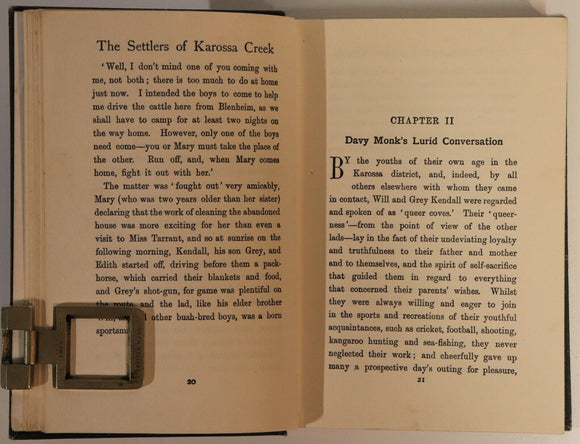 The Settlers of Karossa Creek
'Well, I don't mind one of you coming with
me, not both; there is too much to do at home
just now. I intended the boys to come to help
me drive the cattle here from Blenheim, as we
shall have to camp for at least two nights on
the way home. However, only one of the boys
need come—you or Mary must take the place
of the other. Run off, and, when Mary comes
home, fight it out with her.'
The matter was 'fought out' very amicably,
Mary (who was two years older than her sister)
declaring that the work of cleaning the abandoned
house was more exciting for her than even a
visit to Miss Tarrant, and so at sunrise on the
following morning, Kendall, his son Grey, and
Edith started off, driving before them a pack-
horse, which carried their blankets and food,
and Grey's shot-gun, for game was plentiful on
the route, and the lad, like his elder brother
other bush-bred boys, was a born
sportsm
20
CHAPTER II
Davy Monk's Lurid Conversation
BY the youths of their own age in the
Karossa district, and, indeed, by all
others elsewhere with whom they came
in contact, Will and Grey Kendall were regarded
and spoken of as 'queer coves.' Their 'queer-
ness'—from the point of view of the other
lads—lay in the fact of their undeviating loyalty
and truthfulness to their father and mother
and to themselves, and the spirit of self-sacrifice
that guided them in regard to everything
that concerned their parents' wishes. Whilst
they were always willing and eager to join
in the sports and recreations of their youthful
acquaintances, such as cricket, football, shooting,
kangaroo hunting and sea-fishing, they never
neglected their work; and cheerfully gave up
many a prospective day's outing for pleasure,
21